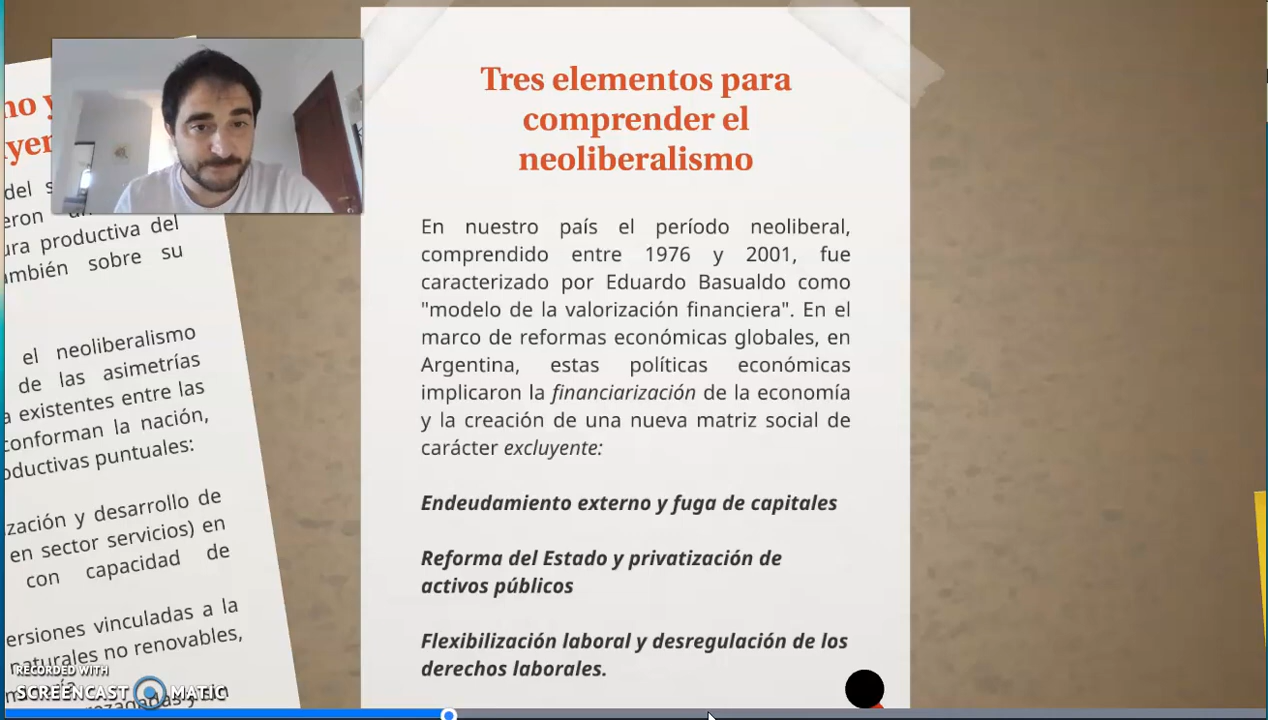 Tres elementos para
comprender el
neoliberalismo
En nuestro país el período neoliberal,
comprendido entre 1976 y 2001, fue
caracterizado por Eduardo Basualdo como
"modelo de la valorización financiera". En el
marco de reformas económicas globales, en
Argentina, estas políticas económicas
implicaron la financiarización de la economía
y la creación de una nueva matriz social de
carácter excluyente:
Endeudamiento externo y fuga de capitales
Reforma del Estado y privatización de
activos públicos
Flexibilización laboral y desregulación de los
derechos laborales.
del
productiva del
también sobre su
el neoliberalismo
de las asimetrías
existentes entre las
conforman la nación,
puntuales:
y desarrollo de
en sector servicios) en
con capacidad de
vinculadas a la
naturales no renovables,
RECORDED WITH
SCREENCAST MATIC